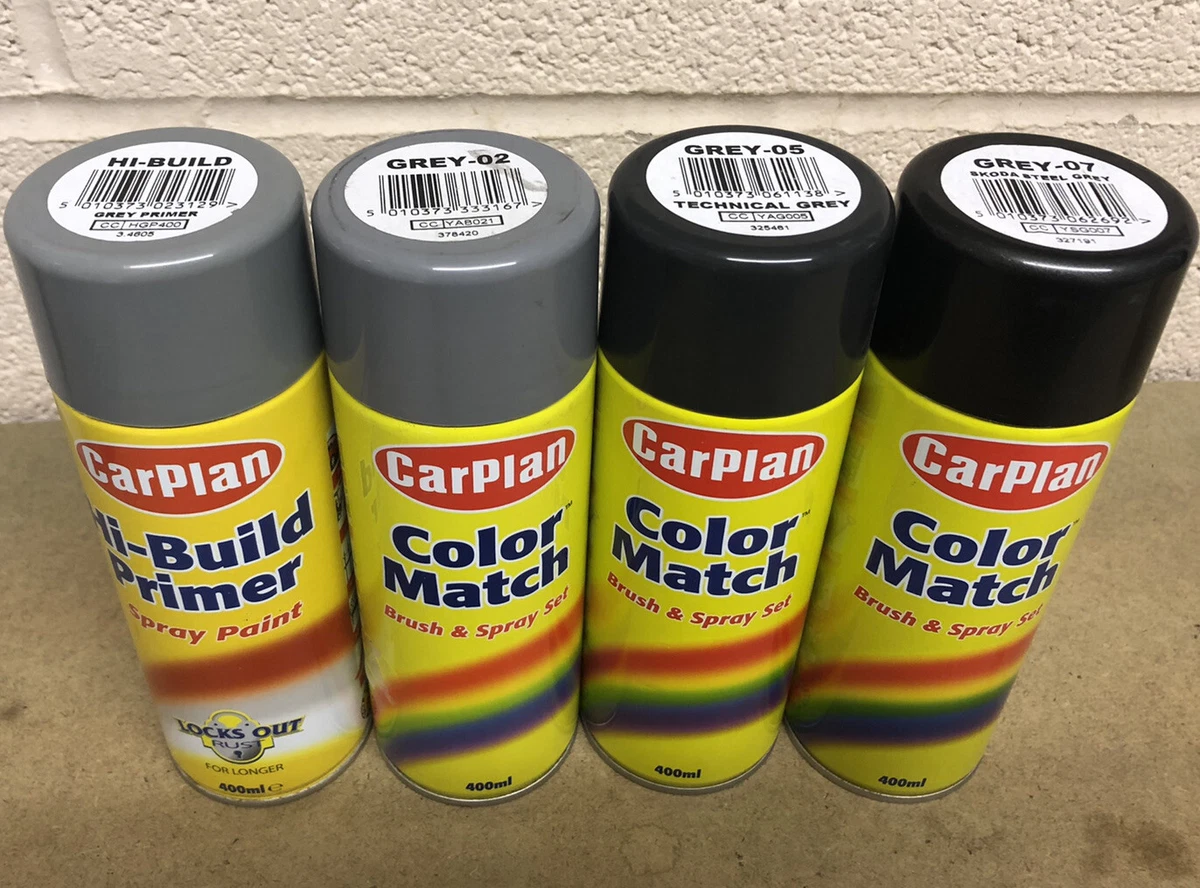 HI-BUILD
5 010373 023129 >
GREY PRIMER
CC HGP400
3.4605
GREY-02
5 010373 333167 >
CC YAB021
378420
GREY-05
5 010373 061138 >
TECHNICAL GREY
CC YAG005
325461
GREY-07
SKODA STEEL GREY
5 010373 062692 >
CC YSG007
327191
CarPlan
Hi-Build
Primer
Spray Paint
LOCKS OUT
RUST
FOR LONGER
400ml e
CarPlan
Color™
Match
Brush & Spray Set
400ml
CarPlan
Color™
Match
Brush & Spray Set
400ml
CarPlan
Color™
Match
Brush & Spray Set
400ml